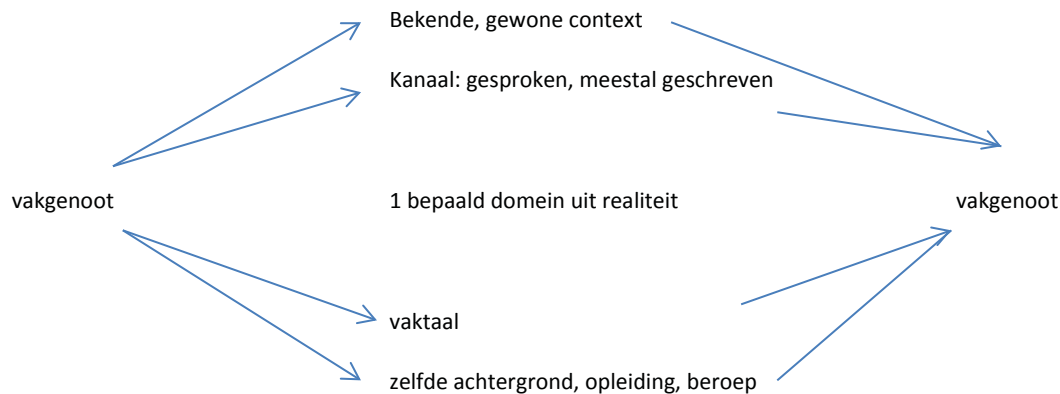 Bekende, gewone context
Kanaal: gesproken, meestal geschreven
vakgenoot 1 bepaald domein uit realiteit vakgenoot
vaktaal
zelfde achtergrond, opleiding, beroep